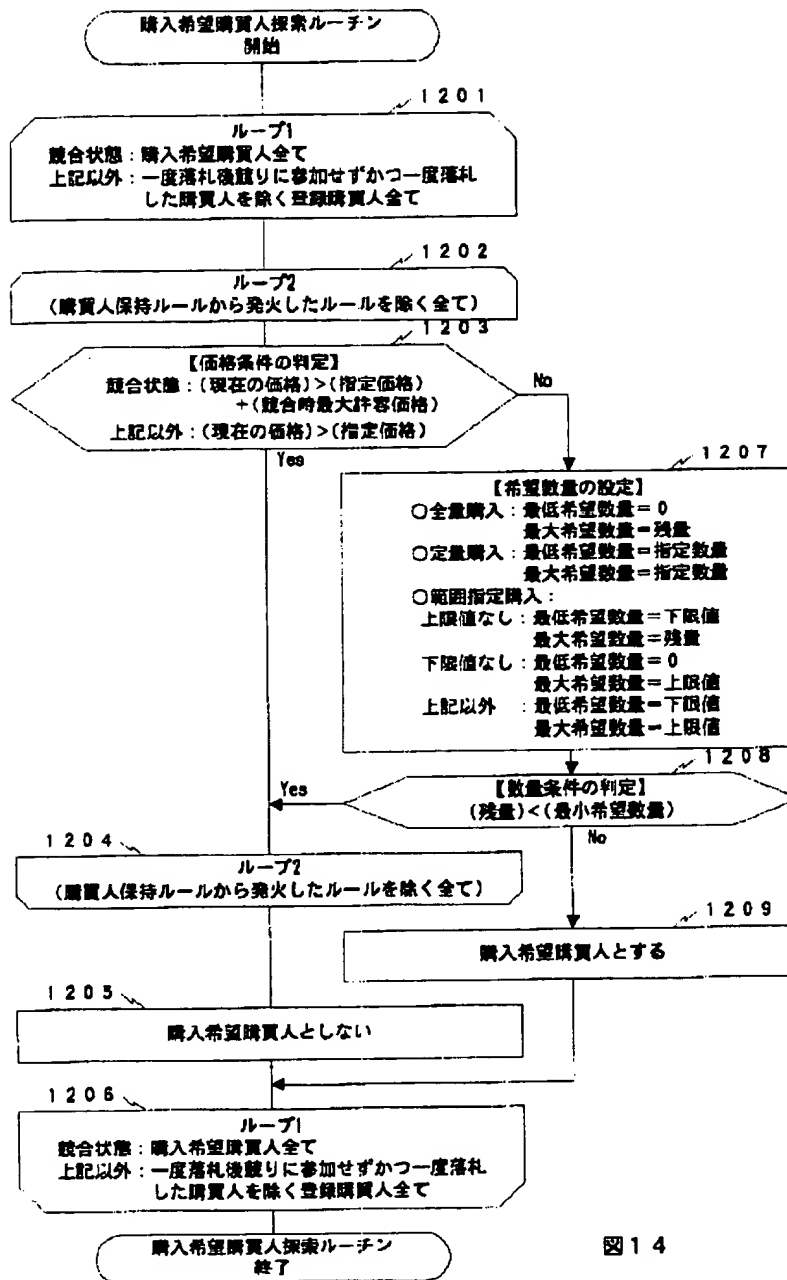 購入希望購買人探索ルーチン
開始
1201
ループ1
競合状態：購入希望購買人全て
上記以外：一度落札後競りに参加せずかつ一度落札
した購買人を除く登録購買人全て
1202
ループ2
（購買人保持ルールから発火したルールを除く全て）
1203
【価格条件の判定】
競合状態：(現在の価格)＞(指定価格)
＋(競合時最大許容価格)
上記以外：(現在の価格)＞(指定価格)
No
Yes
1207
【希望数量の設定】
○全量購入：最低希望数量＝0
最大希望数量＝残量
○定量購入：最低希望数量＝指定数量
最大希望数量＝指定数量
○範囲指定購入：
上限値なし：最低希望数量＝下限値
最大希望数量＝残量
下限値なし：最低希望数量＝0
最大希望数量＝上限値
上記以外　：最低希望数量＝下限値
最大希望数量＝上限値
1208
【数量条件の判定】
(残量)＜(最小希望数量)
Yes
No
1204
ループ2
（購買人保持ルールから発火したルールを除く全て）
1209
購入希望購買人とする
1205
購入希望購買人としない
1206
ループ1
競合状態：購入希望購買人全て
上記以外：一度落札後競りに参加せずかつ一度落札
した購買人を除く登録購買人全て
購入希望購買人探索ルーチン
終了
図14